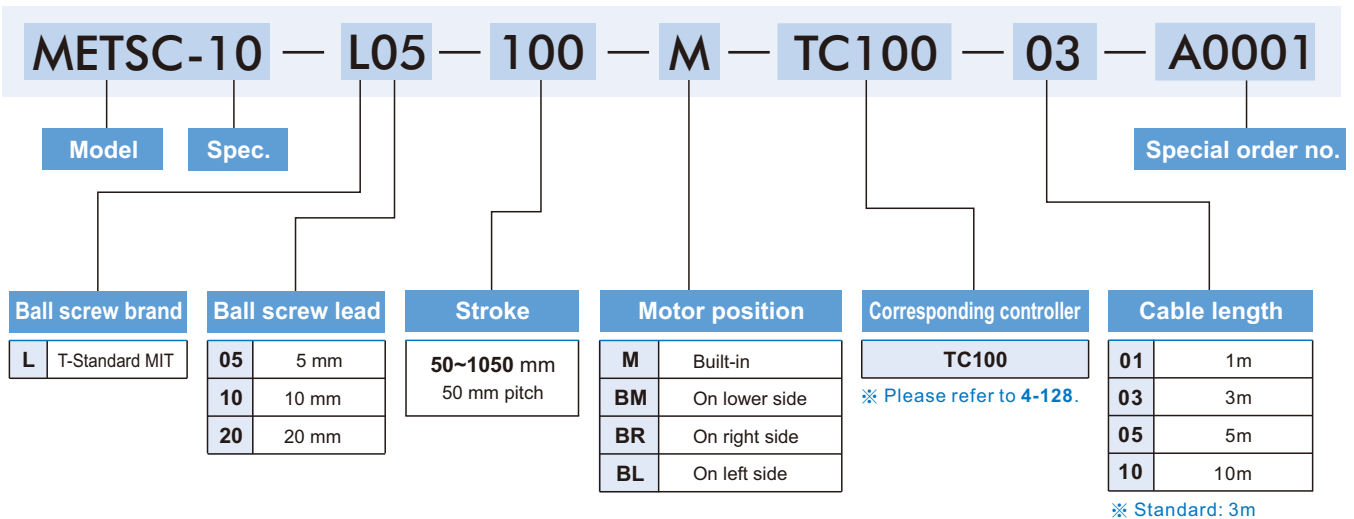 METSC-10 — L05 — 100 — M — TC100 — 03 — A0001
Model
Spec.
Special order no.
Ball screw brand
L T-Standard MIT
Ball screw lead
05 5 mm
10 10 mm
20 20 mm
Stroke
50~1050 mm
50 mm pitch
Motor position
M Built-in
BM On lower side
BR On right side
BL On left side
Corresponding controller
TC100
※ Please refer to 4-128.
Cable length
01 1m
03 3m
05 5m
10 10m
※ Standard: 3m